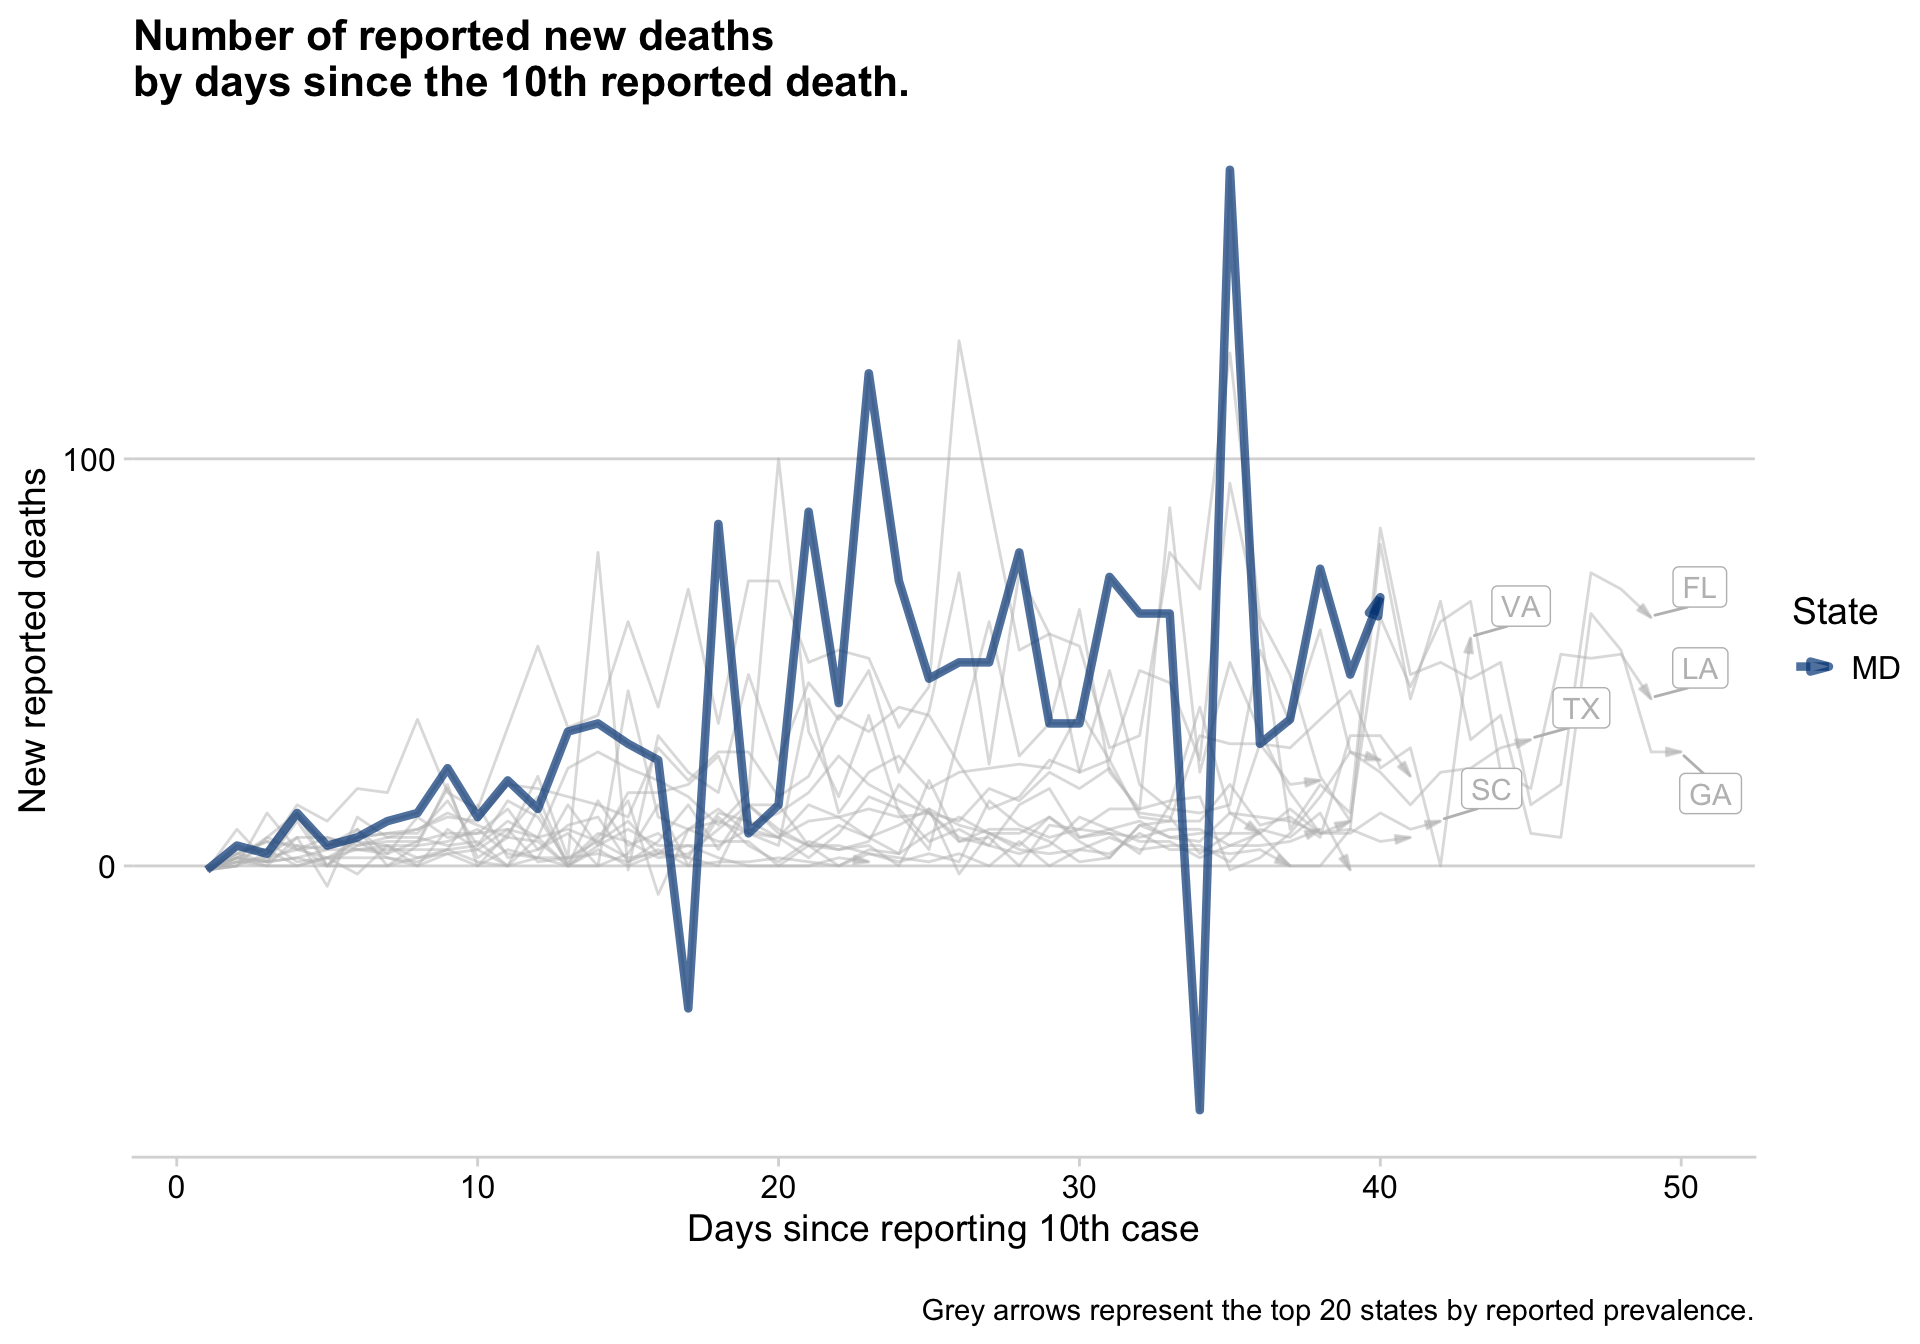 Number of reported new deaths
by days since the 10th reported death.
New reported deaths
100
0
FL
VA
LA
TX
SC
GA
State
MD
0 10 20 30 40 50
Days since reporting 10th case
Grey arrows represent the top 20 states by reported prevalence.